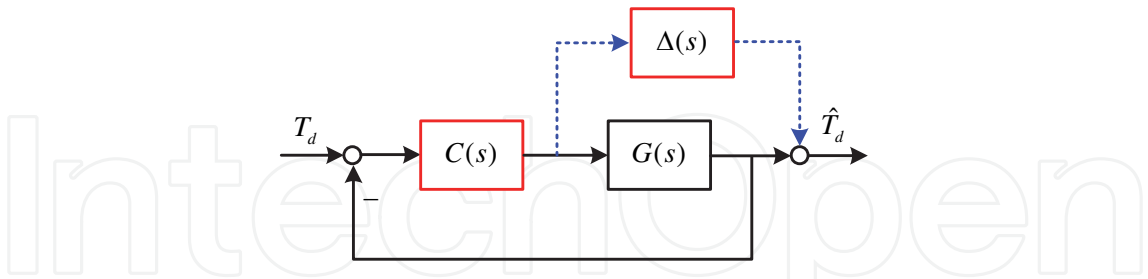 Δ(s)
T_d
C(s)
G(s)
T̂_d
−
IntechOpen